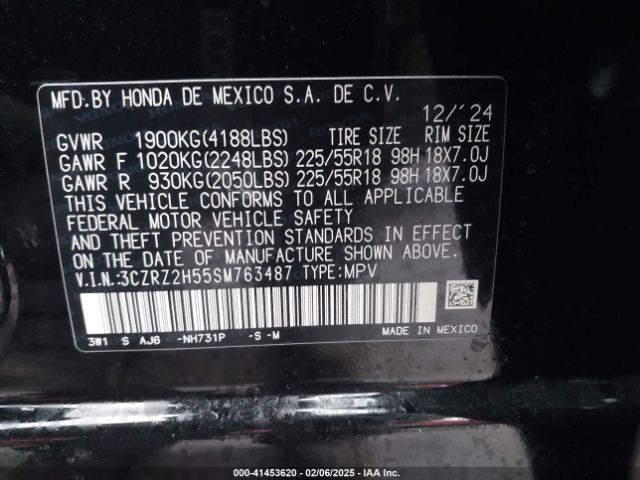 MFD.BY HONDA DE MEXICO S.A. DE C.V.
12/'24
GVWR 1900KG(4188LBS) TIRE SIZE RIM SIZE
GAWR F 1020KG(2248LBS) 225/55R18 98H 18X7.0J
GAWR R 930KG(2050LBS) 225/55R18 98H 18X7.0J
THIS VEHICLE CONFORMS TO ALL APPLICABLE
FEDERAL MOTOR VEHICLE SAFETY
AND THEFT PREVENTION STANDARDS IN EFFECT
ON THE DATE OF MANUFACTURE SHOWN ABOVE.
V.I.N.:3CZRZ2H55SM763487 TYPE:MPV
3W1 S AJ6 -NH731P -S -M
MADE IN MEXICO
000-41453620 - 02/06/2025 - IAA Inc.